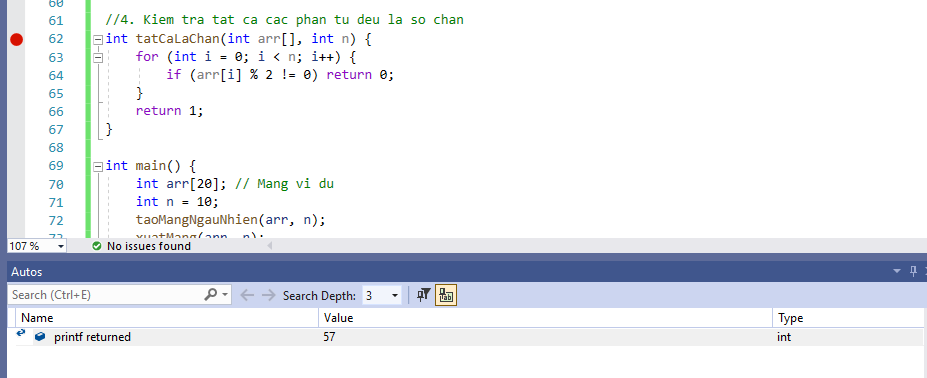 60
61 //4. Kiem tra tat ca cac phan tu deu la so chan
62 int tatCaLaChan(int arr[], int n) {
63 for (int i = 0; i < n; i++) {
64 if (arr[i] % 2 != 0) return 0;
65 }
66 return 1;
67 }
68
69 int main() {
70 int arr[20]; // Mang vi du
71 int n = 10;
72 taoMangNgauNhien(arr, n);
73 xuatMang(arr, n);
107 % No issues found
Autos
Search (Ctrl+E) Search Depth: 3
Name Value Type
printf returned 57 int